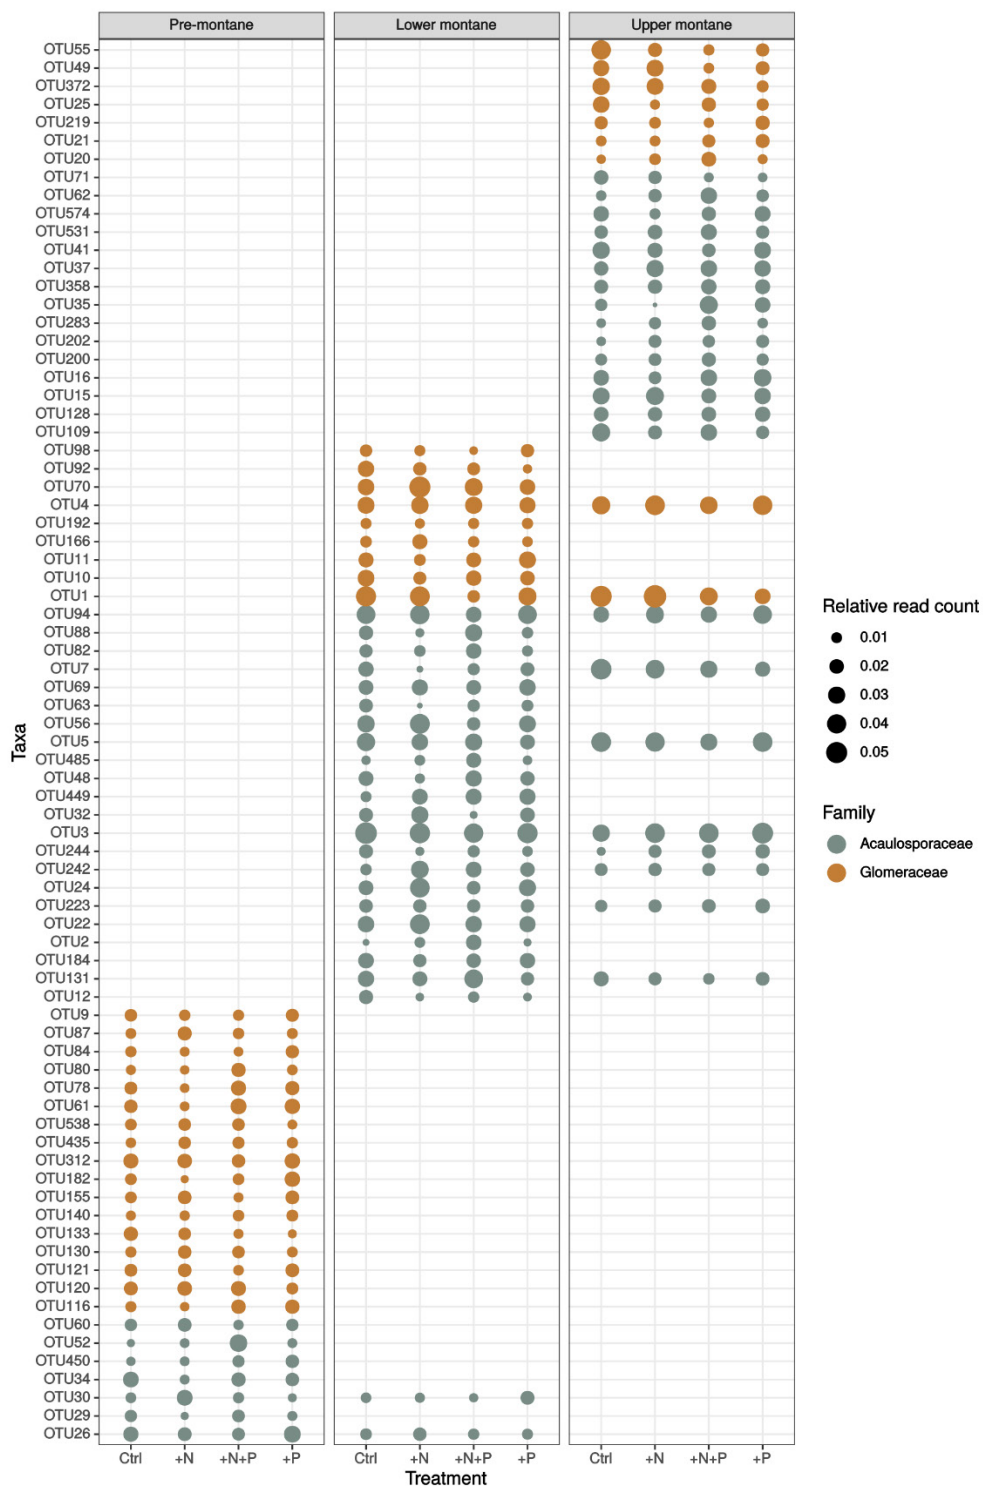 Pre-montane
Lower montane
Upper montane
OTU55
OTU49
OTU372
OTU25
OTU219
OTU21
OTU20
OTU71
OTU62
OTU574
OTU531
OTU41
OTU37
OTU358
OTU35
OTU283
OTU202
OTU200
OTU16
OTU15
OTU128
OTU109
OTU98
OTU92
OTU70
OTU4
OTU192
OTU166
OTU11
OTU10
OTU1
OTU94
OTU88
OTU82
OTU7
OTU69
OTU63
OTU56
OTU5
OTU485
OTU48
OTU449
OTU32
OTU3
OTU244
OTU242
OTU24
OTU223
OTU22
OTU2
OTU184
OTU131
OTU12
OTU9
OTU87
OTU84
OTU80
OTU78
OTU61
OTU538
OTU435
OTU312
OTU182
OTU155
OTU140
OTU133
OTU130
OTU121
OTU120
OTU116
OTU60
OTU52
OTU450
OTU34
OTU30
OTU29
OTU26
Taxa
Ctrl +N +N+P +P
Ctrl +N +N+P +P
Ctrl +N +N+P +P
Treatment
Relative read count
0.01
0.02
0.03
0.04
0.05
Family
Acaulosporaceae
Glomeraceae